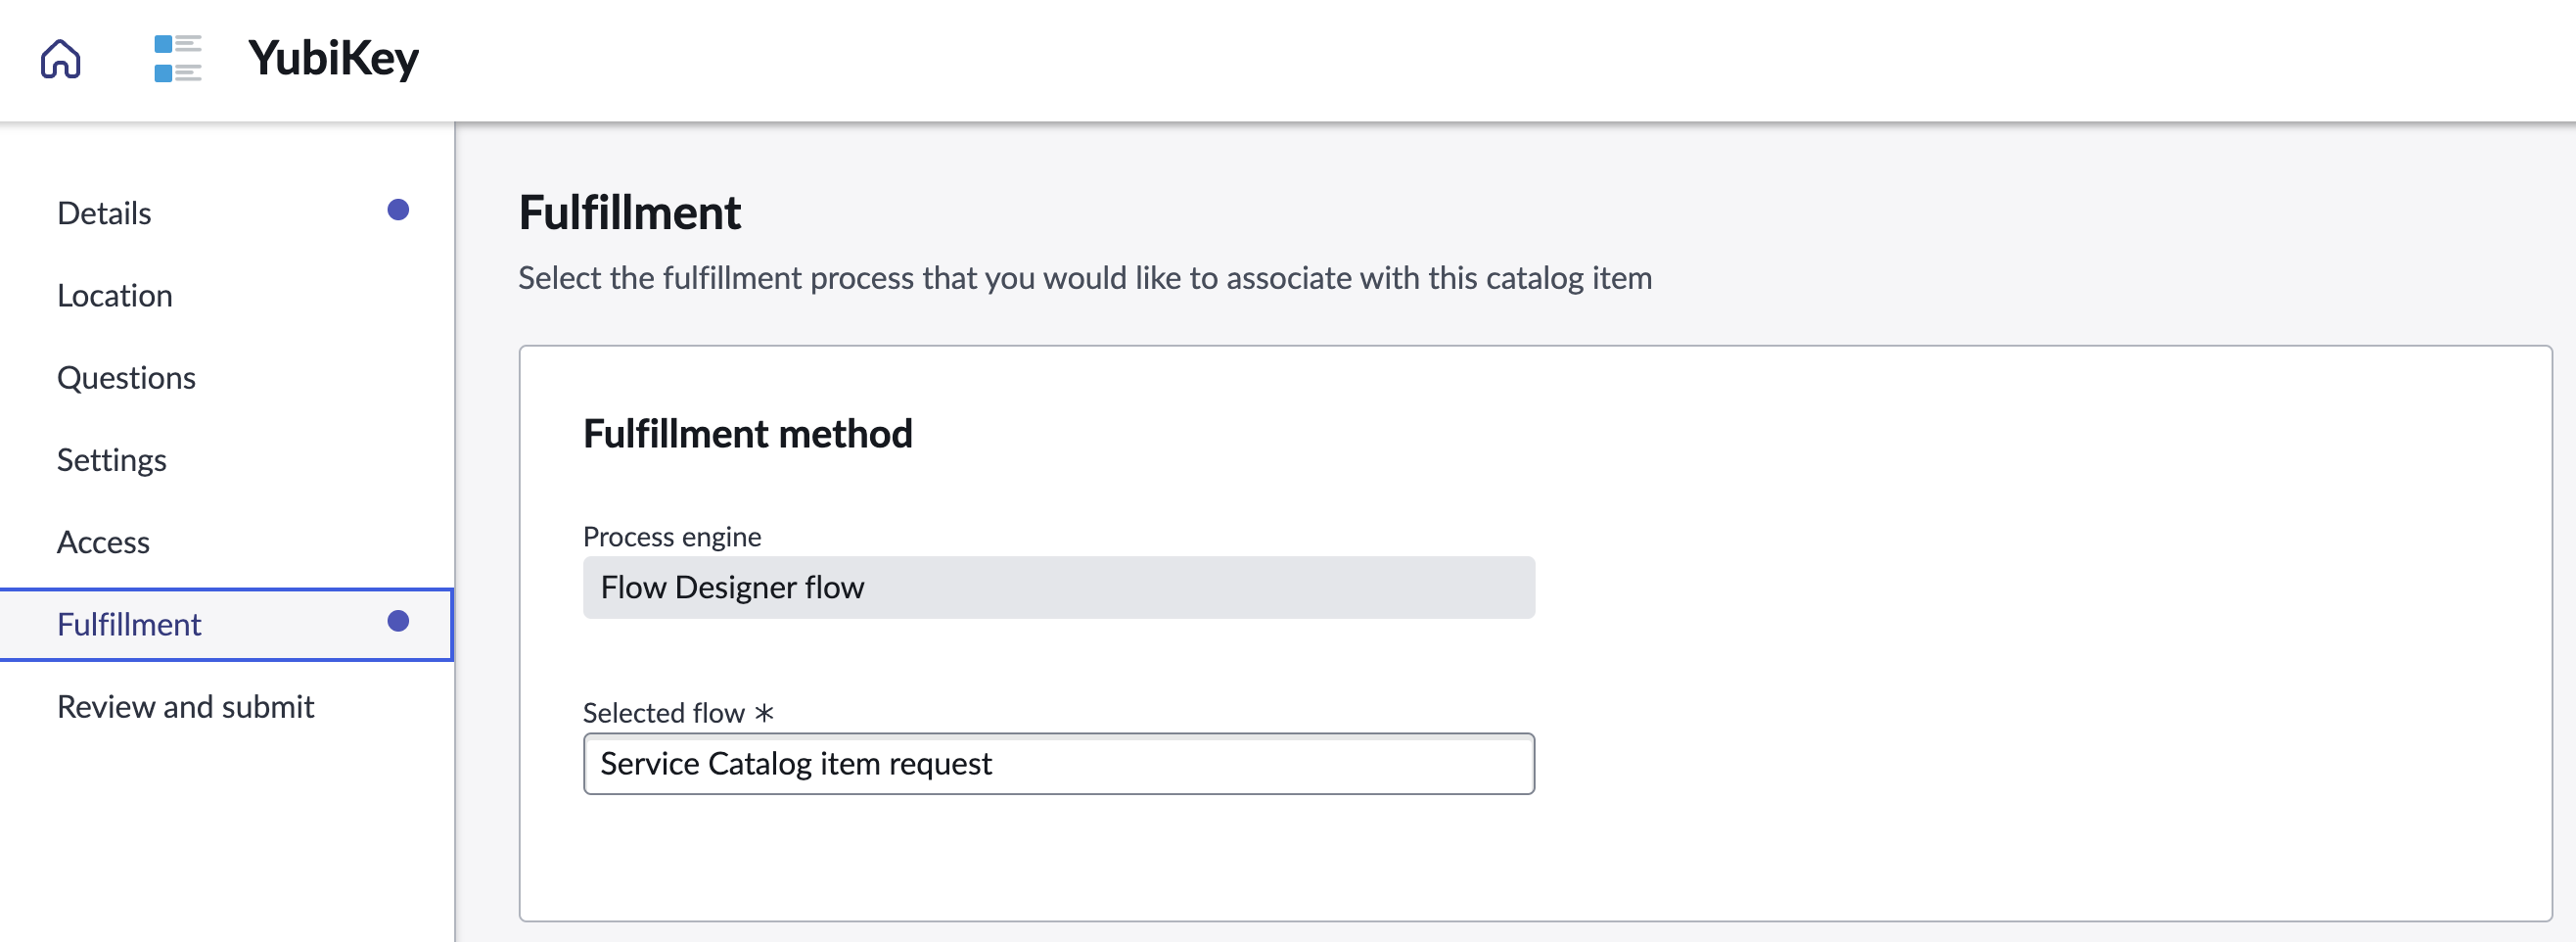 YubiKey
Details
Location
Questions
Settings
Access
Fulfillment
Review and submit
Fulfillment
Select the fulfillment process that you would like to associate with this catalog item
Fulfillment method
Process engine
Flow Designer flow
Selected flow *
Service Catalog item request